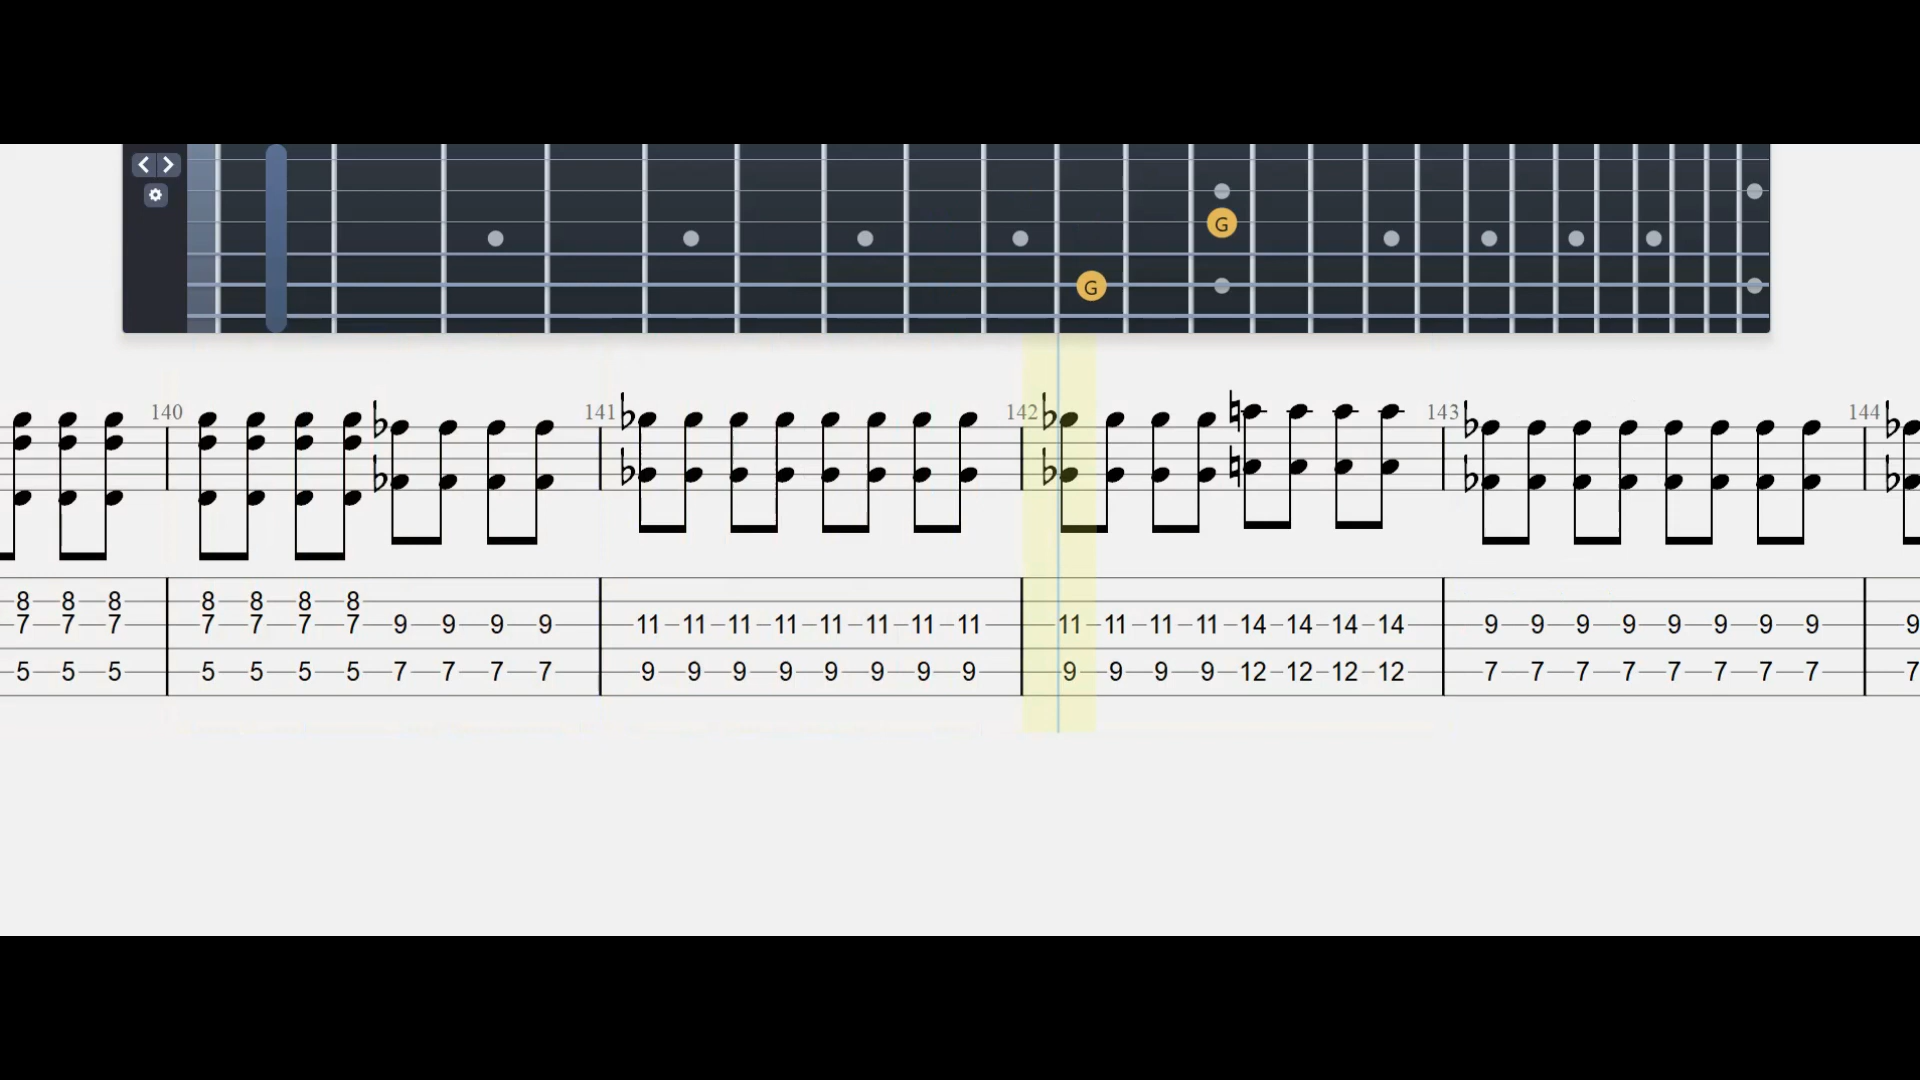 G
G
140 141 142 143 144
8 8 8 8 8 8 8
7 7 7 7 7 7 7 9 9 9 9 11 11 11 11 11 11 11 11 11 11 11 11 14 14 14 14 9 9 9 9 9 9 9 9 9
5 5 5 5 5 5 5 7 7 7 7 9 9 9 9 9 9 9 9 9 9 9 9 12 12 12 12 7 7 7 7 7 7 7 7 7